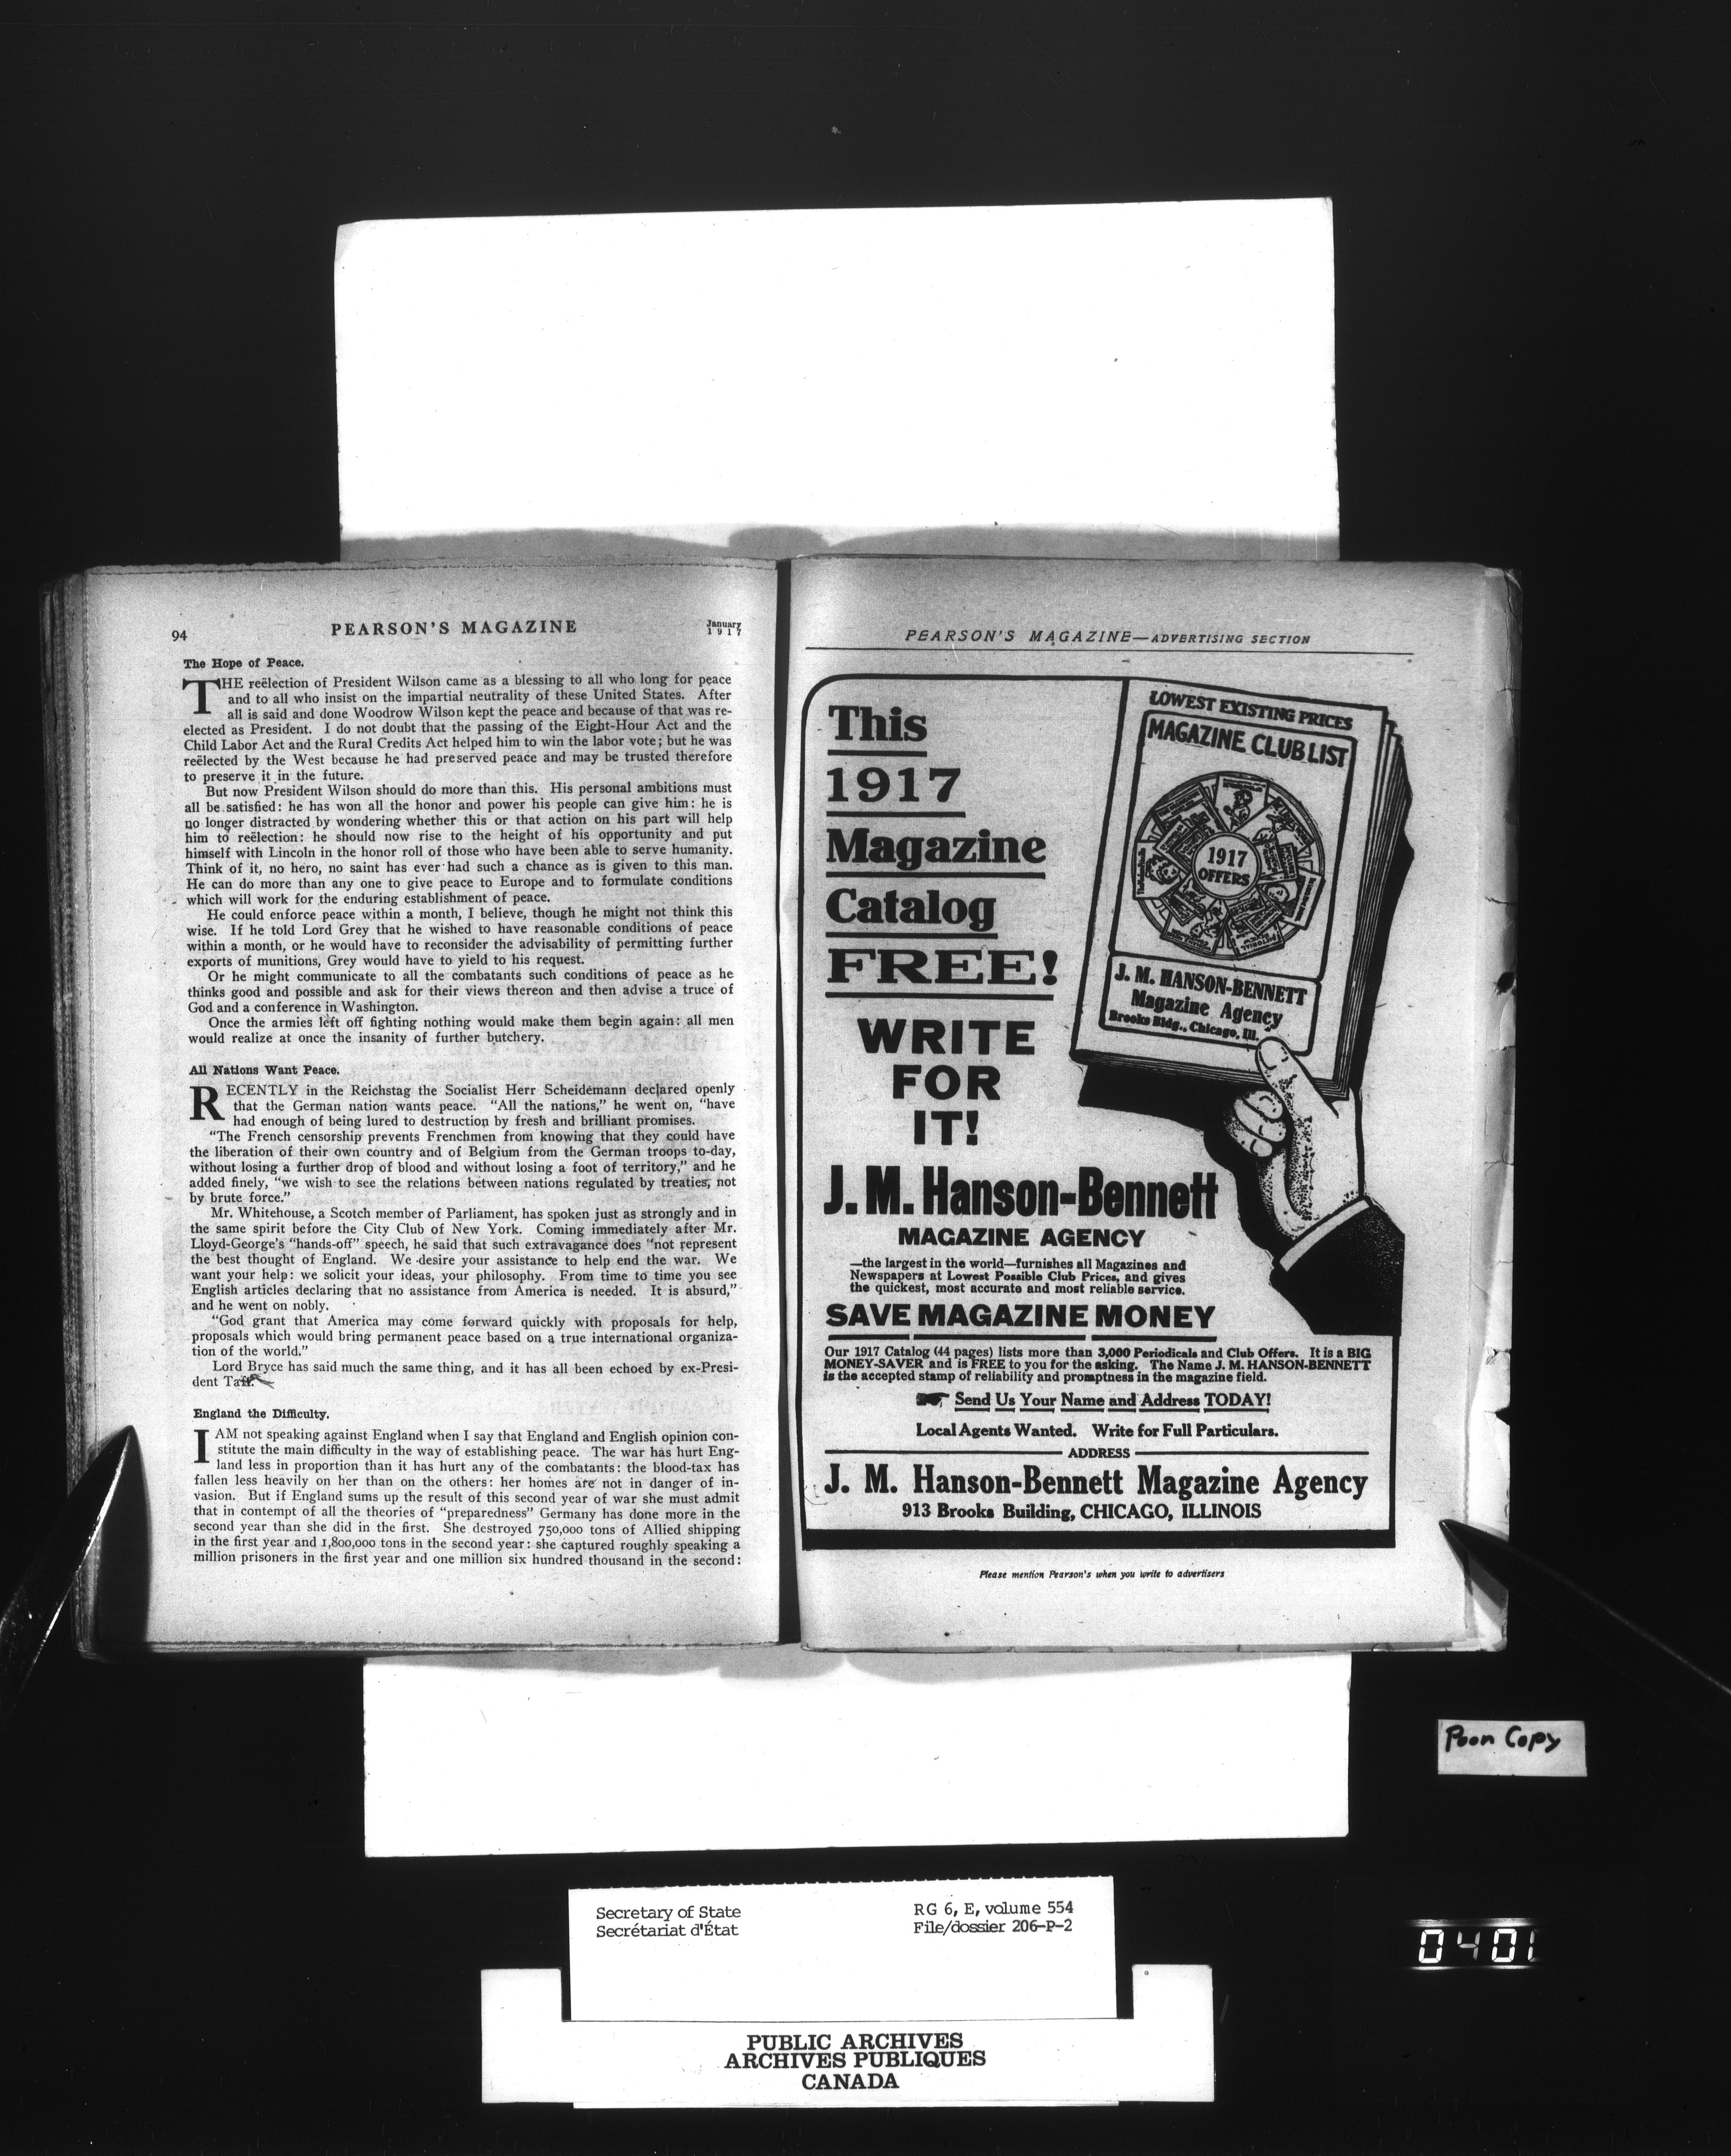 94
PEARSON'S MAGAZINE
January
1917
The Hope of Peace.
THE reëlection of President Wilson came as a blessing to all who long for peace
and to all who insist on the impartial neutrality of these United States. After
all is said and done Woodrow Wilson kept the peace and because of that was re-
elected as President. I do not doubt that the passing of the Eight-Hour Act and the
Child Labor Act and the Rural Credits Act helped him to win the labor vote; but he was
reëlected by the West because he had preserved peace and may be trusted therefore
to preserve it in the future.
But now President Wilson should do more than this. His personal ambitions must
all be satisfied: he has won all the honor and power his people can give him: he is
no longer distracted by wondering whether this or that action on his part will help
him to reëlection: he should now rise to the height of his opportunity and put
himself with Lincoln in the honor roll of those who have been able to serve humanity.
Think of it, no hero, no saint has ever had such a chance as is given to this man.
He can do more than any one to give peace to Europe and to formulate conditions
which will work for the enduring establishment of peace.
He could enforce peace within a month, I believe, though he might not think this
wise. If he told Lord Grey that he wished to have reasonable conditions of peace
within a month, or he would have to reconsider the advisability of permitting further
exports of munitions, Grey would have to yield to his request.
Or he might communicate to all the combatants such conditions of peace as he
thinks good and possible and ask for their views thereon and then advise a truce of
God and a conference in Washington.
Once the armies left off fighting nothing would make them begin again: all men
would realize at once the insanity of further butchery.
All Nations Want Peace.
RECENTLY in the Reichstag the Socialist Herr Scheidemann declared openly
that the German nation wants peace. "All the nations," he went on, "have
had enough of being lured to destruction by fresh and brilliant promises.
"The French censorship prevents Frenchmen from knowing that they could have
the liberation of their own country and of Belgium from the German troops to-day,
without losing a further drop of blood and without losing a foot of territory," and he
added finely, "we wish to see the relations between nations regulated by treaties, not
by brute force."
Mr. Whitehouse, a Scotch member of Parliament, has spoken just as strongly and in
the same spirit before the City Club of New York. Coming immediately after Mr.
Lloyd-George's "hands-off" speech, he said that such extravagance does "not represent
the best thought of England. We desire your assistance to help end the war. We
want your help: we solicit your ideas, your philosophy. From time to time you see
English articles declaring that no assistance from America is needed. It is absurd,"
and he went on nobly.
"God grant that America may come forward quickly with proposals for help,
proposals which would bring permanent peace based on a true international organiza-
tion of the world."
Lord Bryce has said much the same thing, and it has all been echoed by ex-Presi-
dent Taft.
England the Difficulty.
I AM not speaking against England when I say that England and English opinion con-
stitute the main difficulty in the way of establishing peace. The war has hurt Eng-
land less in proportion than it has hurt any of the combatants: the blood-tax has
fallen less heavily on her than on the others: her homes are not in danger of in-
vasion. But if England sums up the result of this second year of war she must admit
that in contempt of all the theories of "preparedness" Germany has done more in the
second year than she did in the first. She destroyed 750,000 tons of Allied shipping
in the first year and 1,800,000 tons in the second year: she captured roughly speaking a
million prisoners in the first year and one million six hundred thousand in the second:
PEARSON'S MAGAZINE—ADVERTISING SECTION
This
1917
Magazine
Catalog
FREE!
WRITE
FOR
IT!
LOWEST EXISTING PRICES
MAGAZINE CLUB LIST
1917
OFFERS
J. M. HANSON-BENNETT
Magazine Agency
Brooks Bldg., Chicago, Ill.
J. M. Hanson-Bennett
MAGAZINE AGENCY
—the largest in the world—furnishes all Magazines and
Newspapers at Lowest Possible Club Prices, and gives
the quickest, most accurate and most reliable service.
SAVE MAGAZINE MONEY
Our 1917 Catalog (44 pages) lists more than 3,000 Periodicals and Club Offers. It is a BIG
MONEY-SAVER and is FREE to you for the asking. The Name J. M. HANSON-BENNETT
is the accepted stamp of reliability and promptness in the magazine field.
Send Us Your Name and Address TODAY!
Local Agents Wanted. Write for Full Particulars.
ADDRESS
J. M. Hanson-Bennett Magazine Agency
913 Brooks Building, CHICAGO, ILLINOIS
Please mention Pearson's when you write to advertisers
Poor Copy
Secretary of State
Secrétariat d'État
RG 6, E, volume 554
File/dossier 206-P-2
0401
PUBLIC ARCHIVES
ARCHIVES PUBLIQUES
CANADA